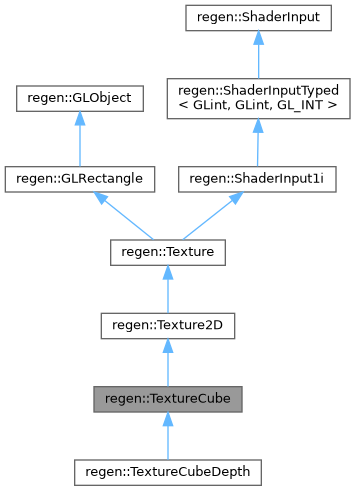 regen::ShaderInput
regen::ShaderInputTyped
< GLint, GLint, GL_INT >
regen::GLObject
regen::GLRectangle
regen::ShaderInput1i
regen::Texture
regen::Texture2D
regen::TextureCube
regen::TextureCubeDepth